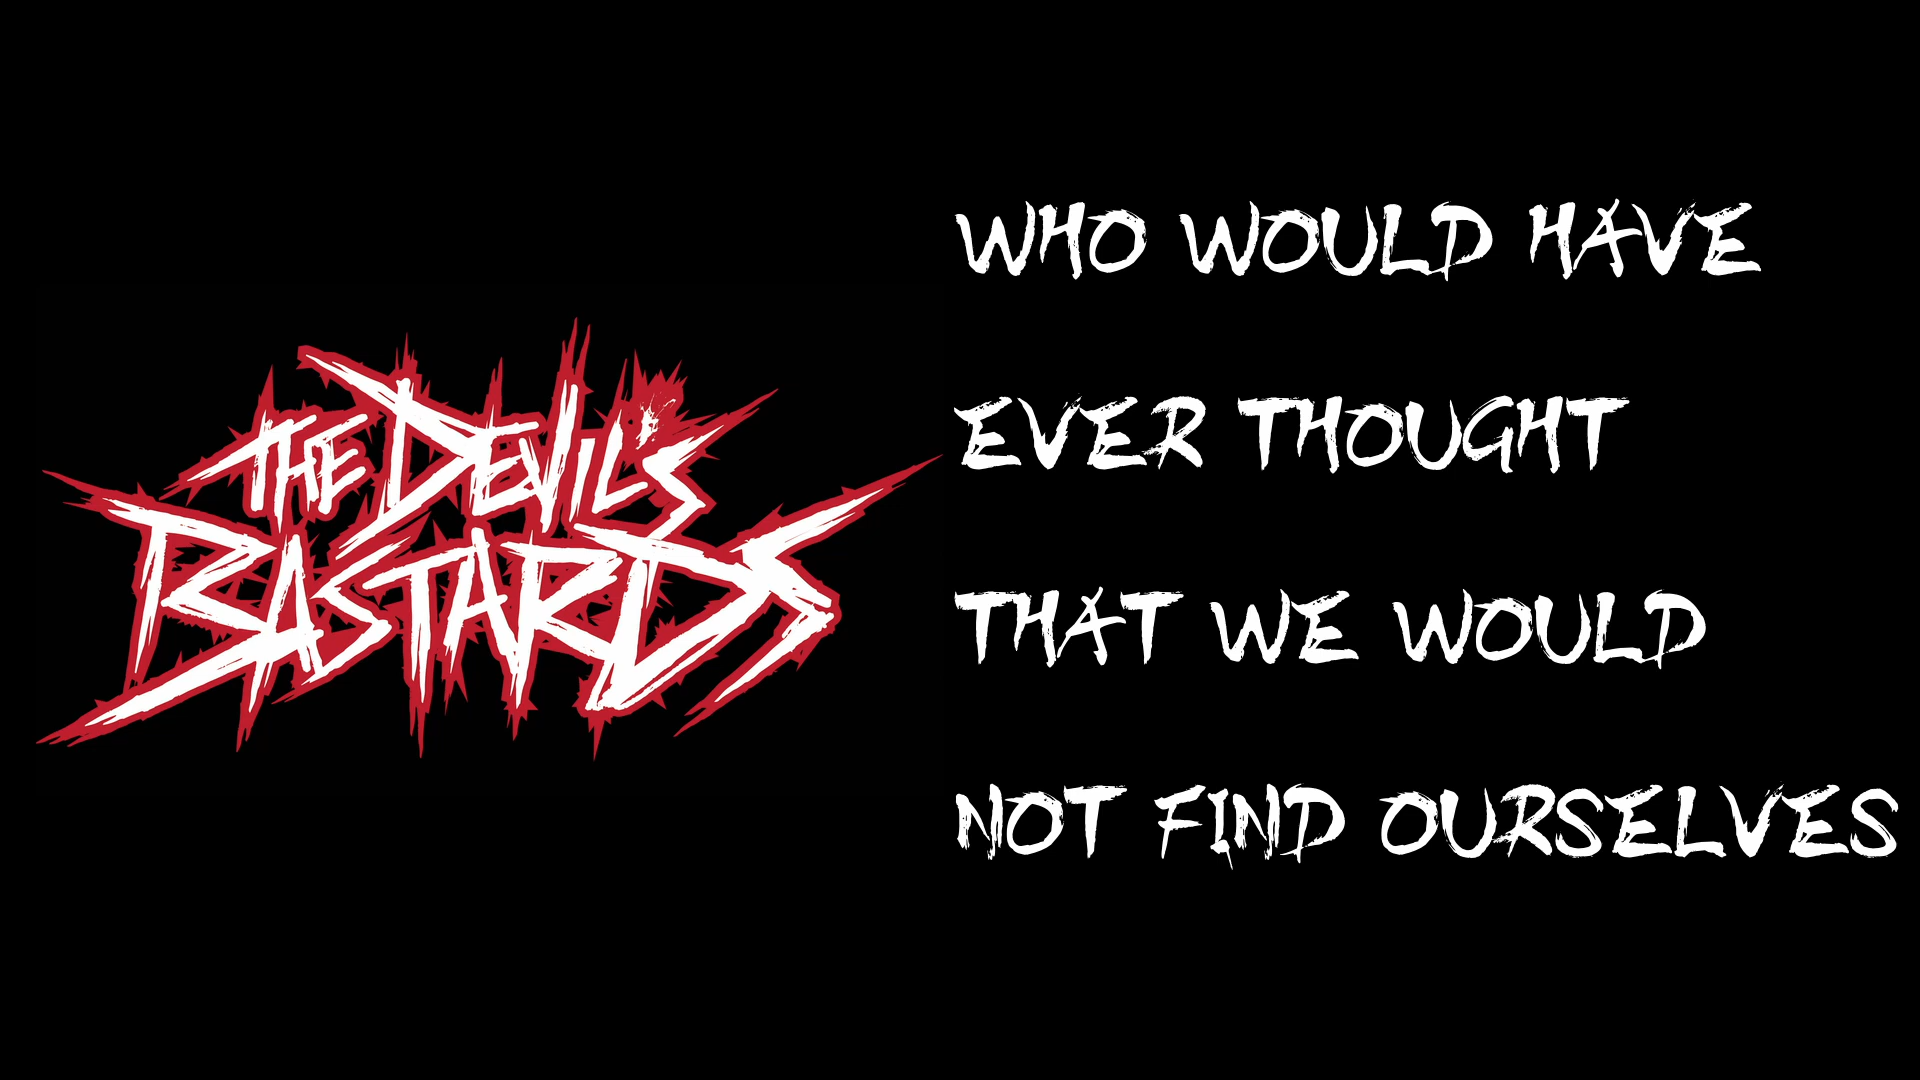 THE DEVIL'S
BASTARDS
WHO WOULD HAVE
EVER THOUGHT
THAT WE WOULD
NOT FIND OURSELVES